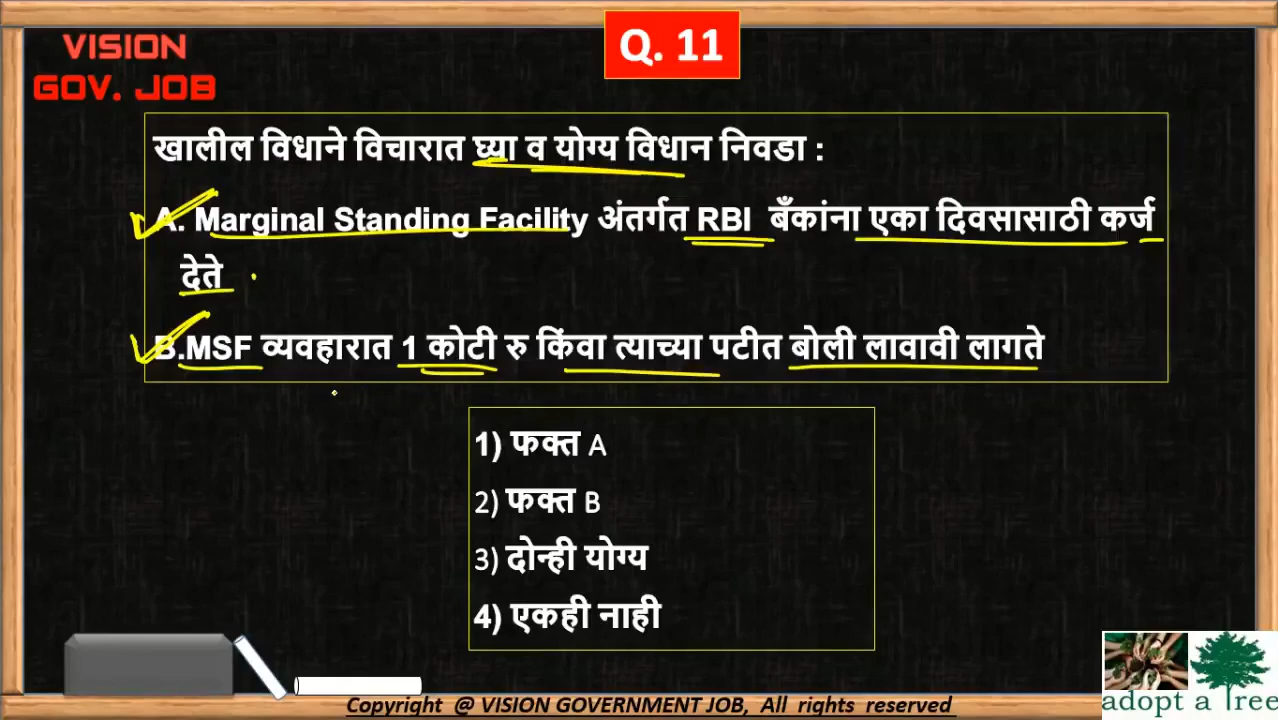 VISION
GOV. JOB
Q. 11
खालील विधाने विचारात घ्या व योग्य विधान निवडा :
A. Marginal Standing Facility अंतर्गत RBI बँकांना एका दिवसासाठी कर्ज
देते
B.MSF व्यवहारात 1 कोटी रु किंवा त्याच्या पटीत बोली लावावी लागते
1) फक्त A
2) फक्त B
3) दोन्ही योग्य
4) एकही नाही
adopt a Tree
Copyright @ VISION GOVERNMENT JOB, All rights reserved